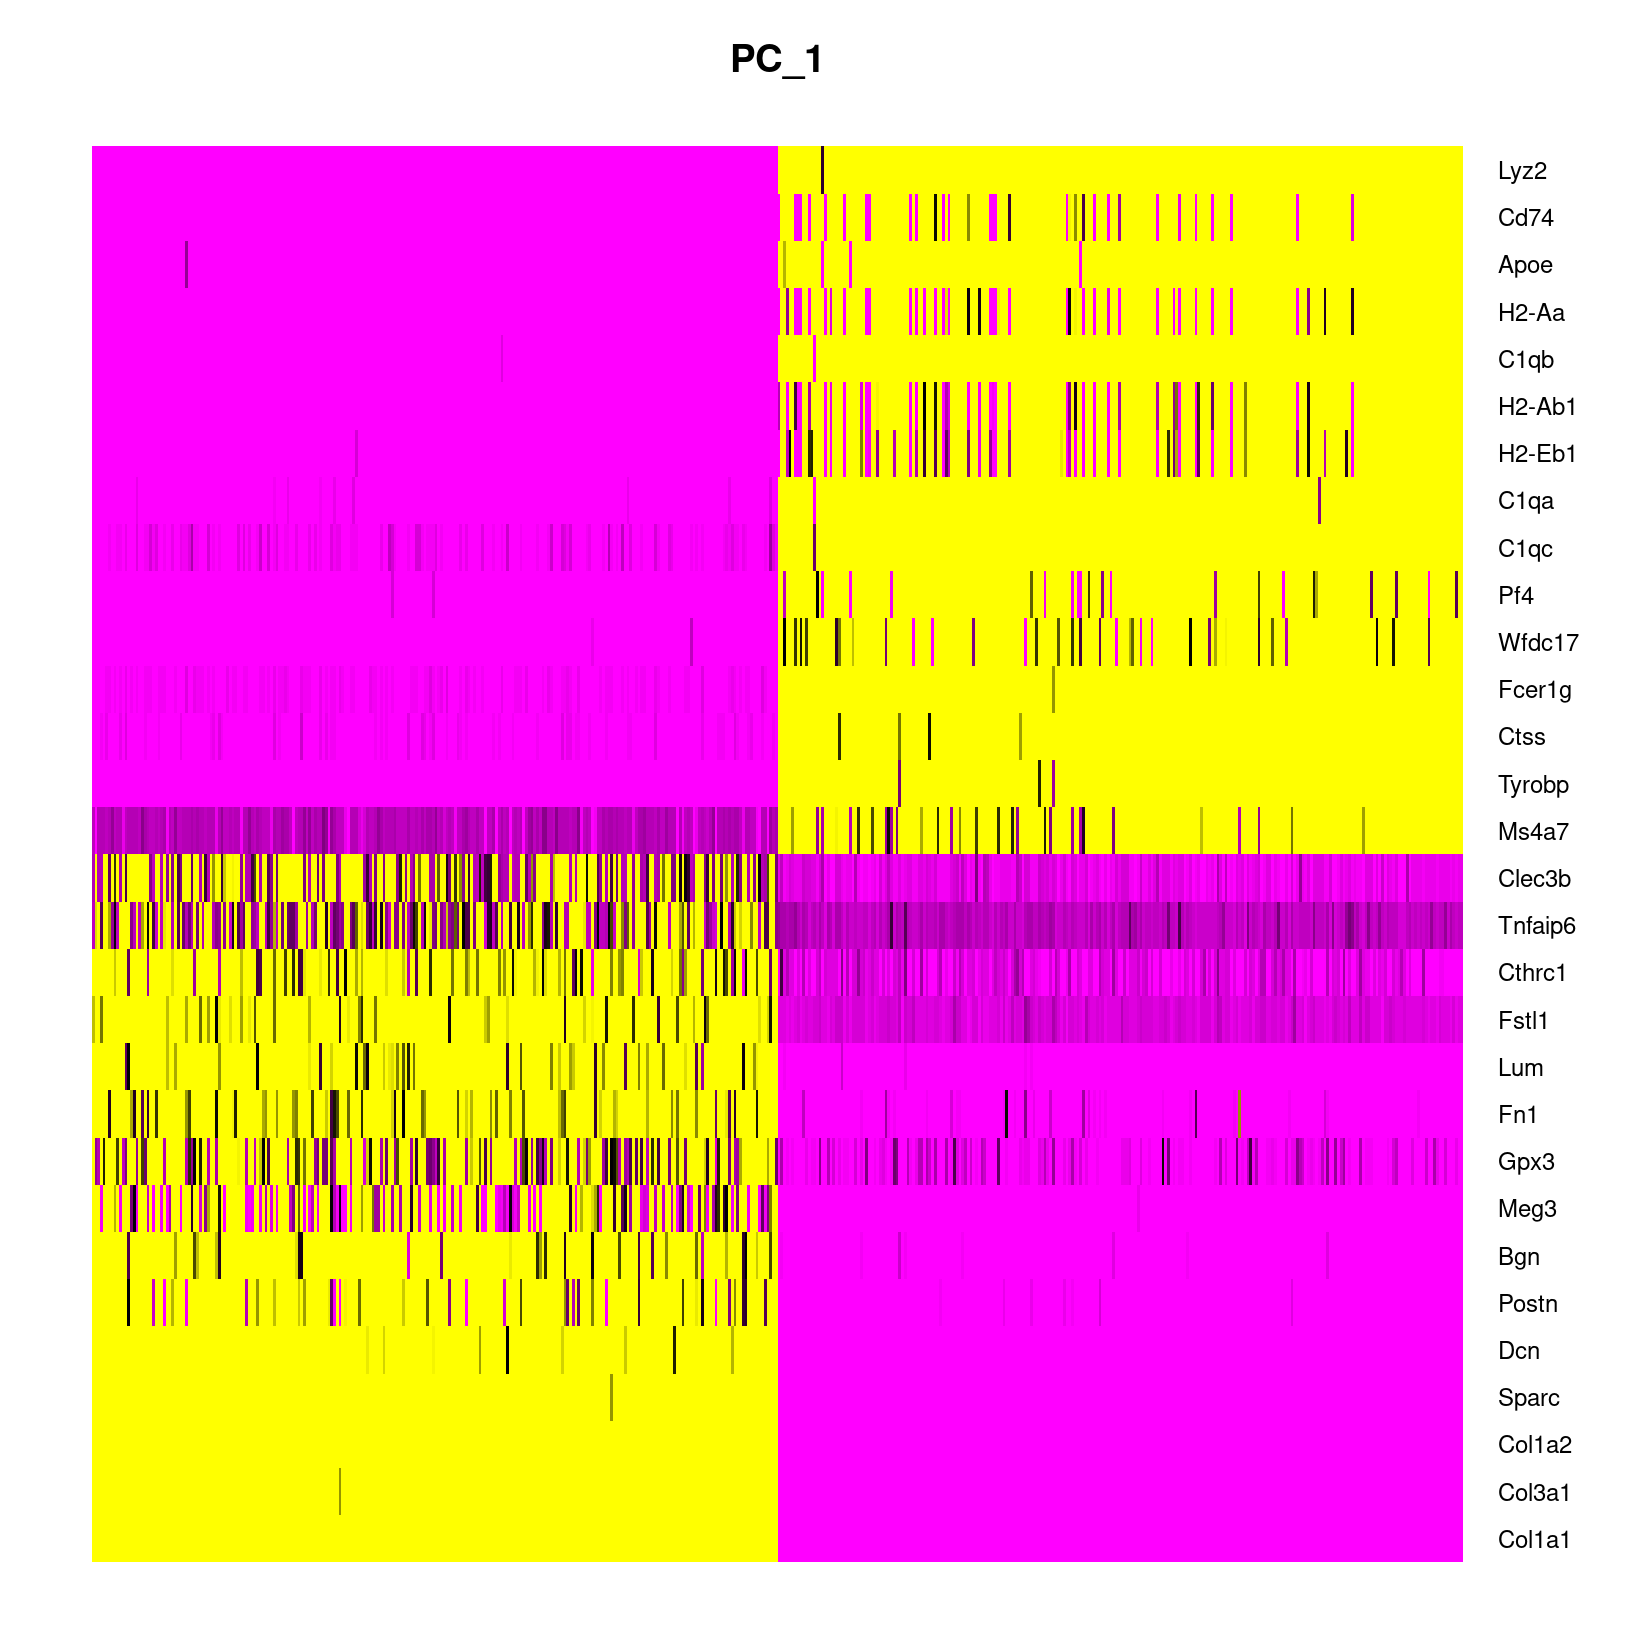 PC_1
Lyz2
Cd74
Apoe
H2-Aa
C1qb
H2-Ab1
H2-Eb1
C1qa
C1qc
Pf4
Wfdc17
Fcer1g
Ctss
Tyrobp
Ms4a7
Clec3b
Tnfaip6
Cthrc1
Fstl1
Lum
Fn1
Gpx3
Meg3
Bgn
Postn
Dcn
Sparc
Col1a2
Col3a1
Col1a1